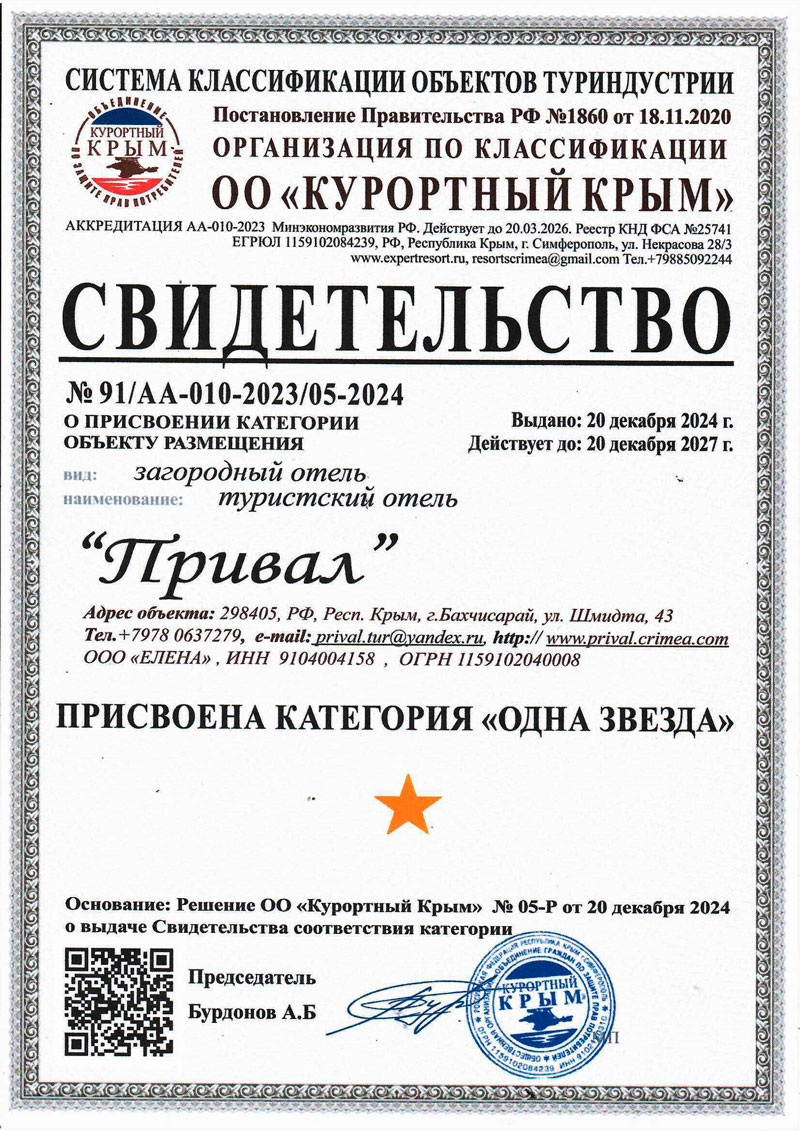 СИСТЕМА КЛАССИФИКАЦИИ ОБЪЕКТОВ ТУРИНДУСТРИИ
Постановление Правительства РФ №1860 от 18.11.2020
ОБЪЕДИНЕНИЕ
КУРОРТНЫЙ
КРЫМ
ПО ЗАЩИТЕ ПРАВ ПОТРЕБИТЕЛЕЙ
ОРГАНИЗАЦИЯ ПО КЛАССИФИКАЦИИ
ОО «КУРОРТНЫЙ КРЫМ»
АККРЕДИТАЦИЯ АА-010-2023 Минэкономразвития РФ. Действует до 20.03.2026. Реестр КНД ФСА №25741
ЕГРЮЛ 1159102084239, РФ, Республика Крым, г. Симферополь, ул. Некрасова 28/3
www.expertresort.ru, resortscrimea@gmail.com Тел.+79885092244
СВИДЕТЕЛЬСТВО
№ 91/АА-010-2023/05-2024
О ПРИСВОЕНИИ КАТЕГОРИИ
ОБЪЕКТУ РАЗМЕЩЕНИЯ
Выдано: 20 декабря 2024 г.
Действует до: 20 декабря 2027 г.
вид: загородный отель
наименование: туристский отель
“Привал”
Адрес объекта: 298405, РФ, Респ. Крым, г.Бахчисарай, ул. Шмидта, 43
Тел.+7978 0637279, e-mail: prival.tur@yandex.ru, http:// www.prival.crimea.com
ООО «ЕЛЕНА» , ИНН 9104004158 , ОГРН 1159102040008
ПРИСВОЕНА КАТЕГОРИЯ «ОДНА ЗВЕЗДА»
Основание: Решение ОО «Курортный Крым» № 05-Р от 20 декабря 2024
о выдаче Свидетельства соответствия категории
Председатель
Бурдонов А.Б
КУРОРТНЫЙ
КРЫМ
МП